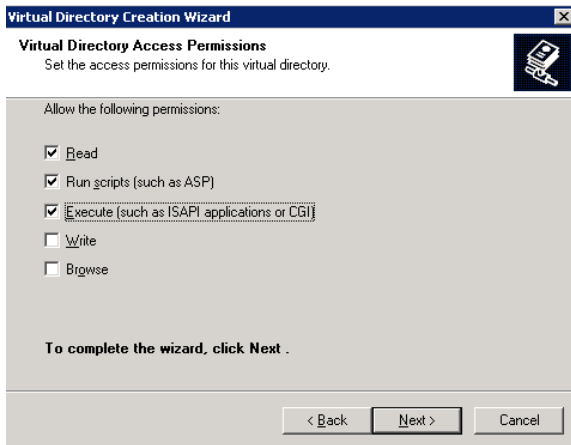 Virtual Directory Creation Wizard
Virtual Directory Access Permissions
Set the access permissions for this virtual directory.
Allow the following permissions:
Read
Run scripts (such as ASP)
Execute (such as ISAPI applications or CGI)
Write
Browse
To complete the wizard, click Next .
< Back Next > Cancel